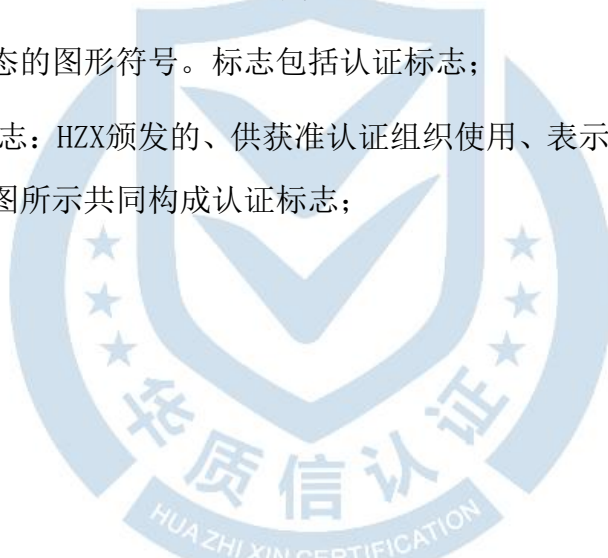 态的图形符号。标志包括认证标志；
志：HZX颁发的、供获准认证组织使用、表示
图所示共同构成认证标志；
华质信认证
HUA ZHI XIN CERTIFICATION